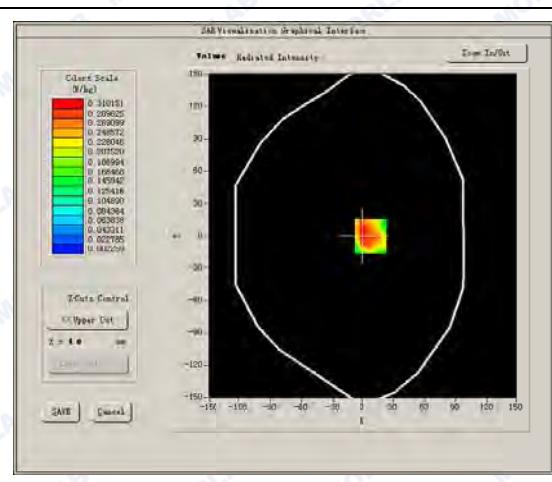 SAR Visualisation Graphical Interface
Volume Radiated Intensity
Zoom In/Out
Colors Scale
(W/kg)
0.310151
0.289625
0.269099
0.248572
0.228046
0.207520
0.186994
0.166468
0.145942
0.125416
0.104890
0.084364
0.063838
0.043311
0.022785
0.002259
Z-Cuts Control
<<Upper Cut
SAVE
Cancel
150-
120-
90-
60-
30-
0-
-30-
-60-
-90-
-120-
-150-
-150 -120 -90 -60 -30 0 30 60 90 120 150
X